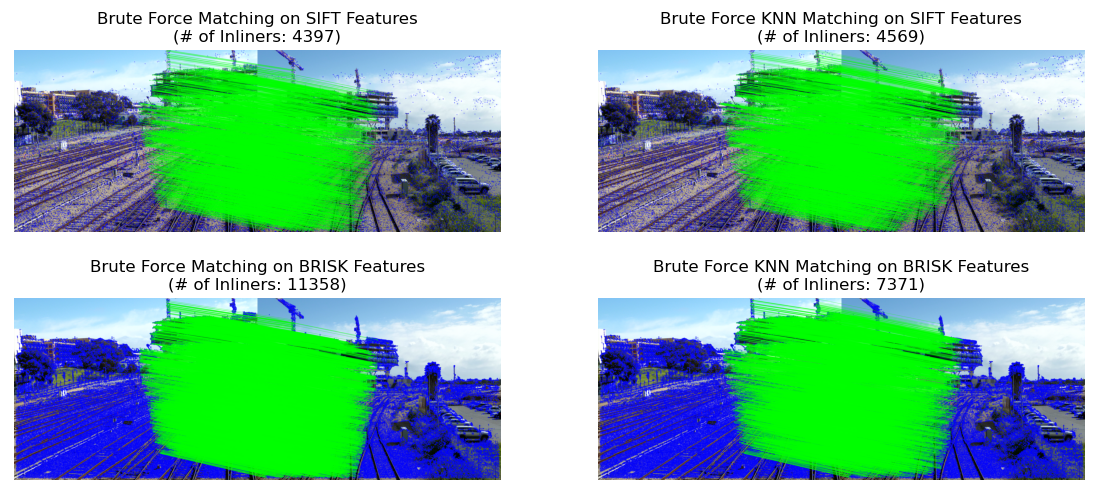 Brute Force Matching on SIFT Features
(# of Inliners: 4397)
Brute Force KNN Matching on SIFT Features
(# of Inliners: 4569)
Brute Force Matching on BRISK Features
(# of Inliners: 11358)
Brute Force KNN Matching on BRISK Features
(# of Inliners: 7371)